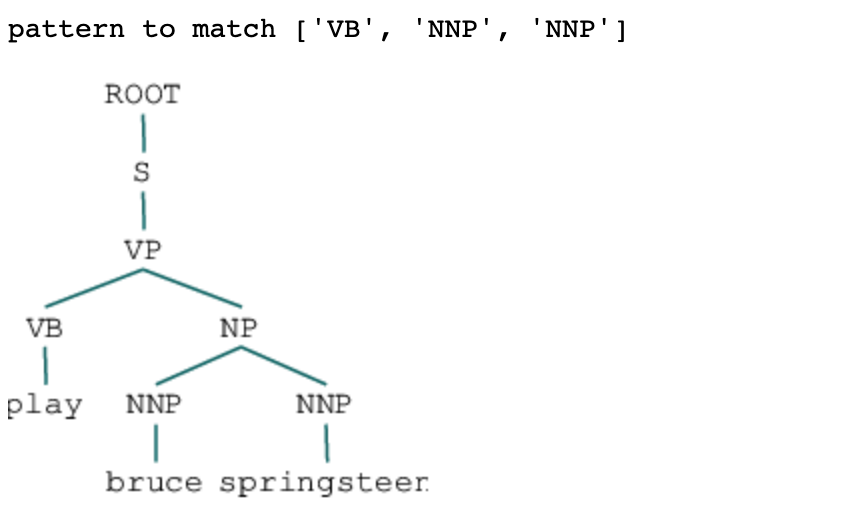 pattern to match ['VB', 'NNP', 'NNP']
ROOT
S
VP
VB NP
play NNP NNP
bruce springsteen